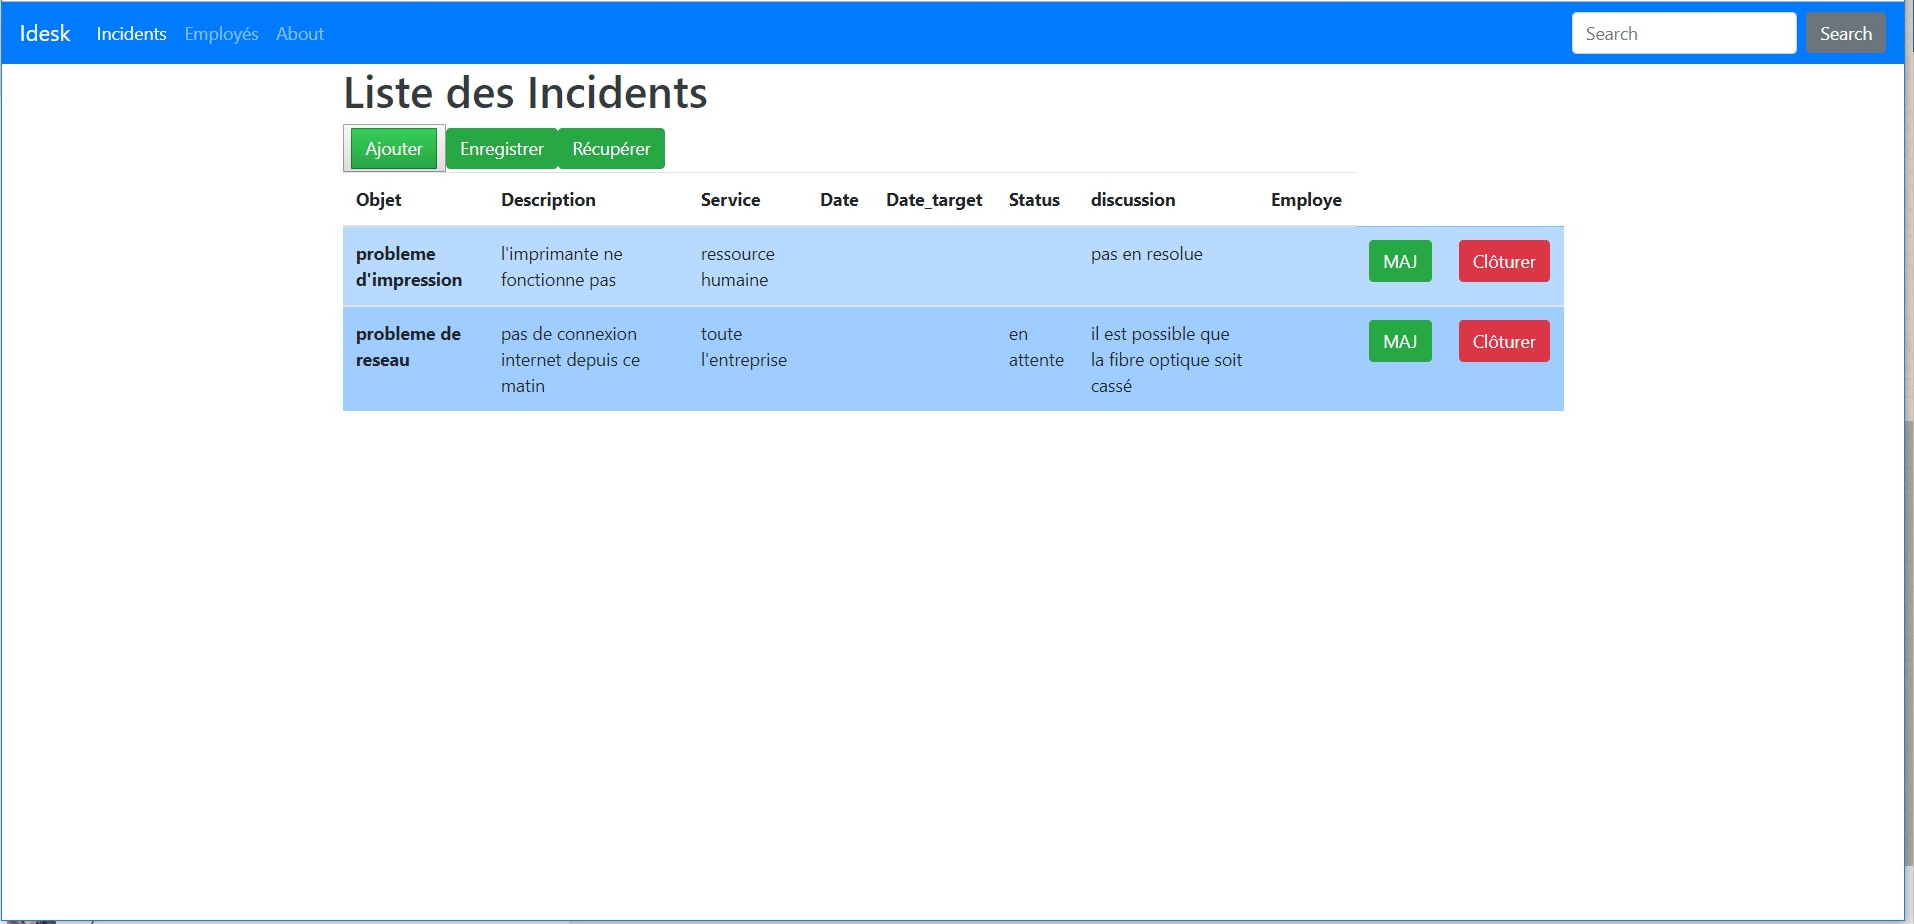 Idesk Incidents Employés About Search Search
Liste des Incidents
Ajouter Enregistrer Récupérer
Objet Description Service Date Date_target Status discussion Employe
probleme l'imprimante ne ressource pas en resolue MAJ Clôturer
d'impression fonctionne pas humaine
probleme de pas de connexion toute en il est possible que MAJ Clôturer
reseau internet depuis ce l'entreprise attente la fibre optique soit
matin cassé